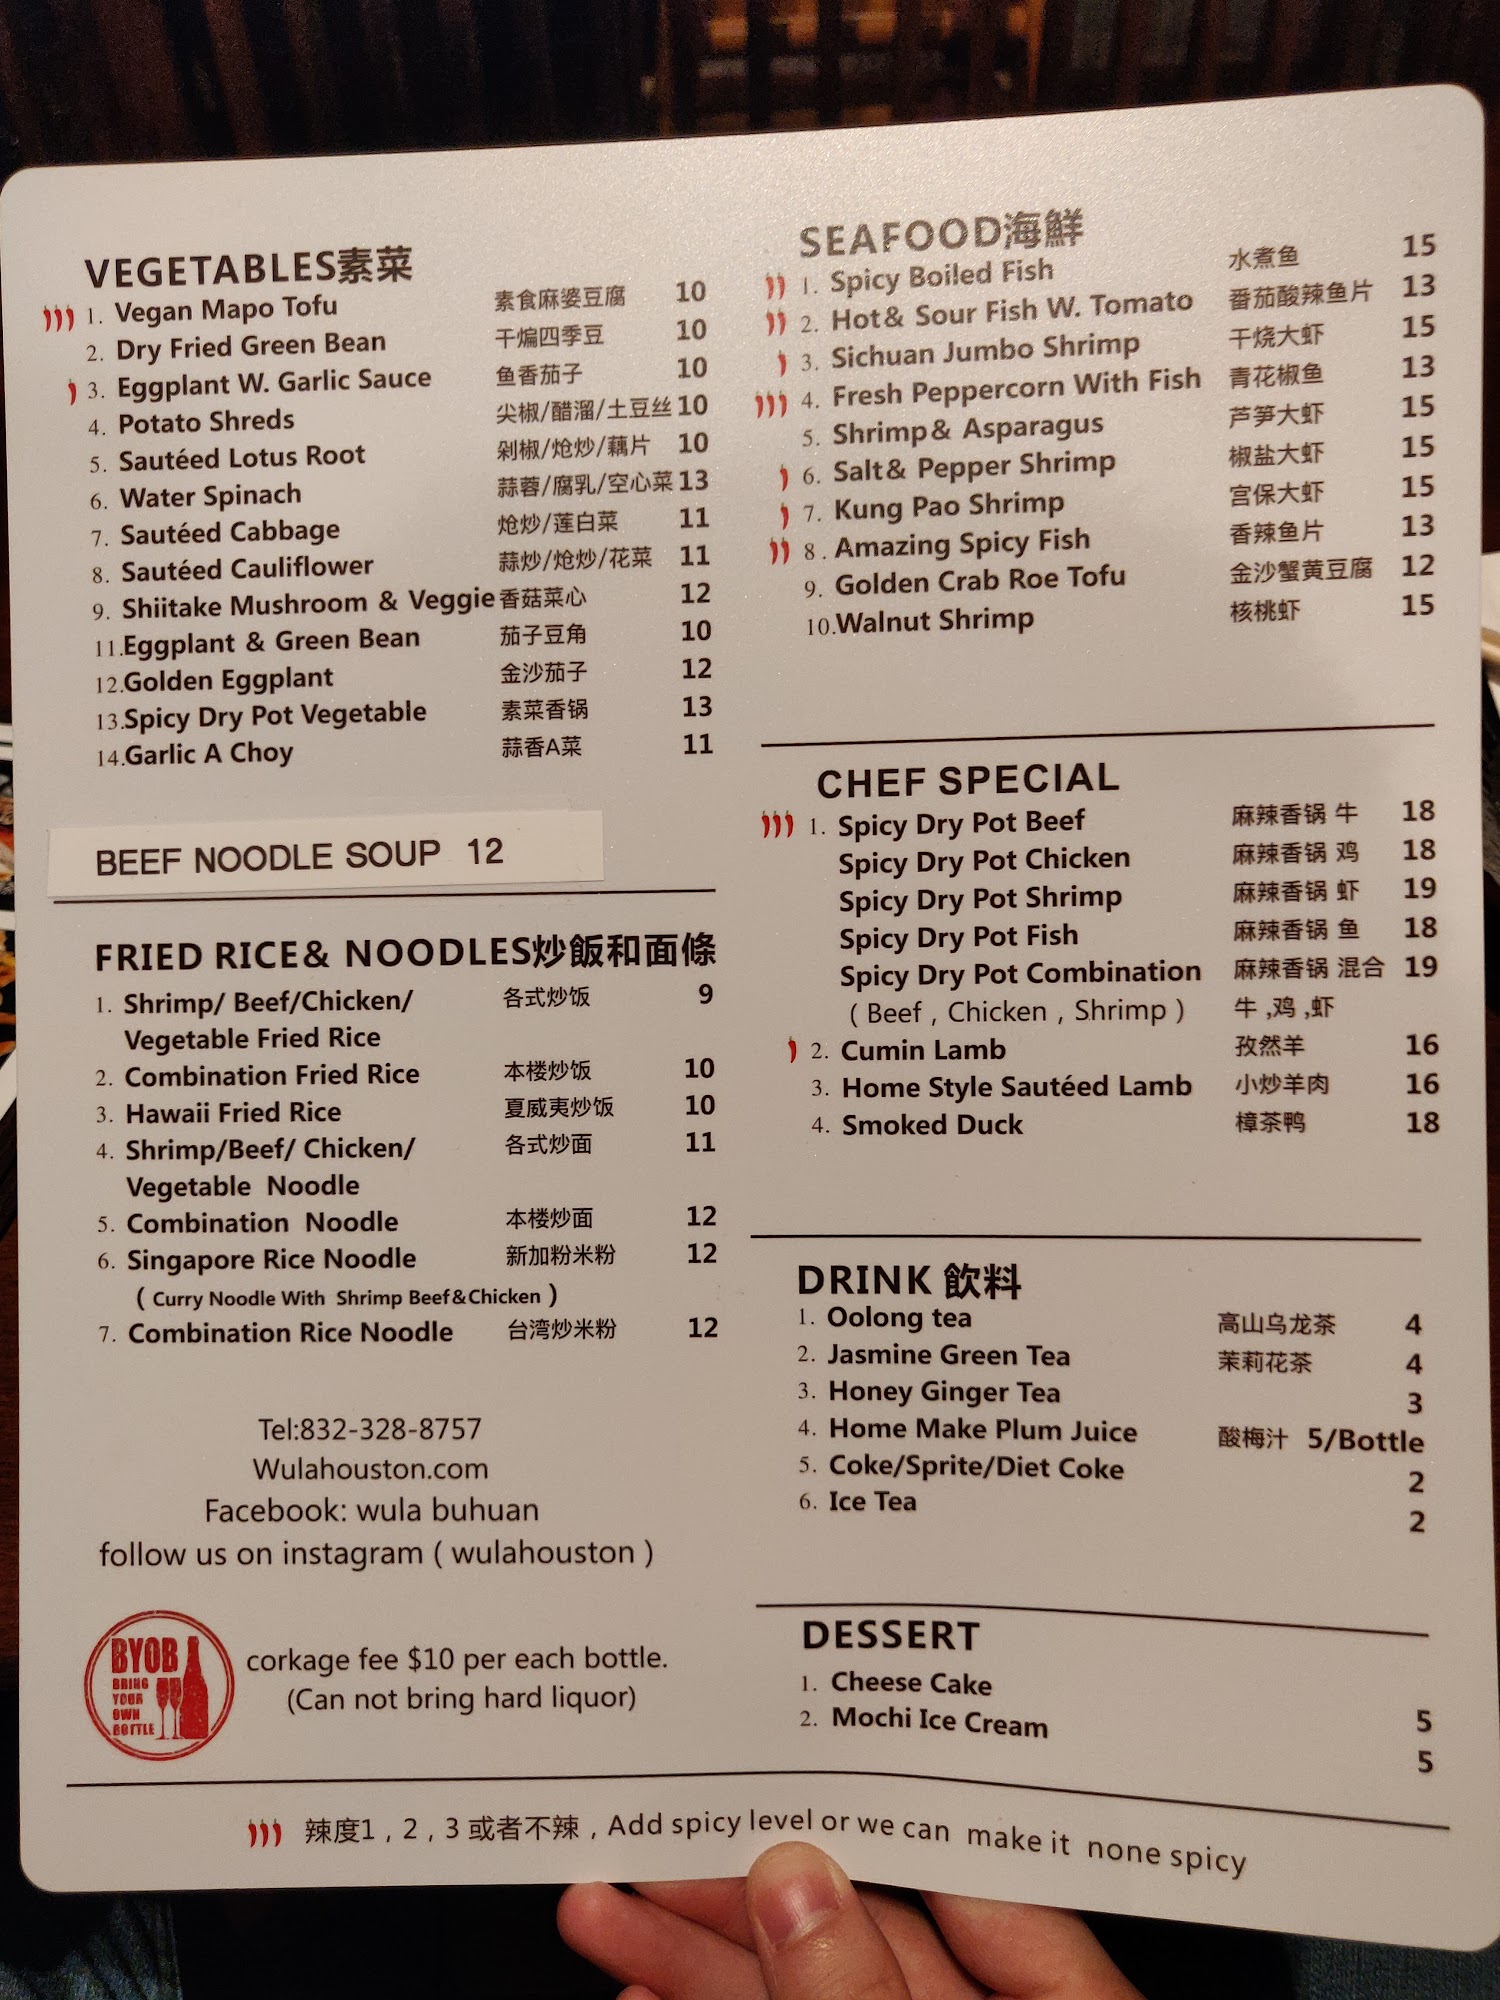 VEGETABLES素菜
1. Vegan Mapo Tofu 素食麻婆豆腐 10
2. Dry Fried Green Bean 干煸四季豆 10
3. Eggplant W. Garlic Sauce 鱼香茄子 10
4. Potato Shreds 尖椒/醋溜/土豆丝 10
5. Sautéed Lotus Root 剁椒/炝炒/藕片 10
6. Water Spinach 蒜蓉/腐乳/空心菜 13
7. Sautéed Cabbage 炝炒/莲白菜 11
8. Sautéed Cauliflower 蒜炒/炝炒/花菜 11
9. Shiitake Mushroom & Veggie 香菇菜心 12
11.Eggplant & Green Bean 茄子豆角 10
12.Golden Eggplant 金沙茄子 12
13.Spicy Dry Pot Vegetable 素菜香锅 13
14.Garlic A Choy 蒜香A菜 11
BEEF NOODLE SOUP 12
FRIED RICE& NOODLES炒飯和面條
1. Shrimp/ Beef/Chicken/ 各式炒饭 9
Vegetable Fried Rice
2. Combination Fried Rice 本楼炒饭 10
3. Hawaii Fried Rice 夏威夷炒饭 10
4. Shrimp/Beef/ Chicken/ 各式炒面 11
Vegetable Noodle
5. Combination Noodle 本楼炒面 12
6. Singapore Rice Noodle 新加粉米粉 12
( Curry Noodle With Shrimp Beef&Chicken )
7. Combination Rice Noodle 台湾炒米粉 12
Tel:832-328-8757
Wulahouston.com
Facebook: wula buhuan
follow us on instagram ( wulahouston )
BYOB
BRING
YOUR
OWN
BOTTLE
corkage fee $10 per each bottle.
(Can not bring hard liquor)
SEAFOOD海鮮
1. Spicy Boiled Fish 水煮鱼 15
2. Hot& Sour Fish W. Tomato 番茄酸辣鱼片 13
3. Sichuan Jumbo Shrimp 干烧大虾 15
4. Fresh Peppercorn With Fish 青花椒鱼 13
5. Shrimp& Asparagus 芦笋大虾 15
6. Salt& Pepper Shrimp 椒盐大虾 15
7. Kung Pao Shrimp 宫保大虾 15
8 . Amazing Spicy Fish 香辣鱼片 13
9. Golden Crab Roe Tofu 金沙蟹黄豆腐 12
10.Walnut Shrimp 核桃虾 15
CHEF SPECIAL
1. Spicy Dry Pot Beef 麻辣香锅 牛 18
Spicy Dry Pot Chicken 麻辣香锅 鸡 18
Spicy Dry Pot Shrimp 麻辣香锅 虾 19
Spicy Dry Pot Fish 麻辣香锅 鱼 18
Spicy Dry Pot Combination 麻辣香锅 混合 19
( Beef , Chicken , Shrimp ) 牛 ,鸡 ,虾
2. Cumin Lamb 孜然羊 16
3. Home Style Sautéed Lamb 小炒羊肉 16
4. Smoked Duck 樟茶鸭 18
DRINK 飲料
1. Oolong tea 高山乌龙茶 4
2. Jasmine Green Tea 茉莉花茶 4
3. Honey Ginger Tea 3
4. Home Make Plum Juice 酸梅汁 5/Bottle
5. Coke/Sprite/Diet Coke 2
6. Ice Tea 2
DESSERT
1. Cheese Cake 5
2. Mochi Ice Cream 5
辣度1 , 2 , 3 或者不辣 , Add spicy level or we can make it none spicy